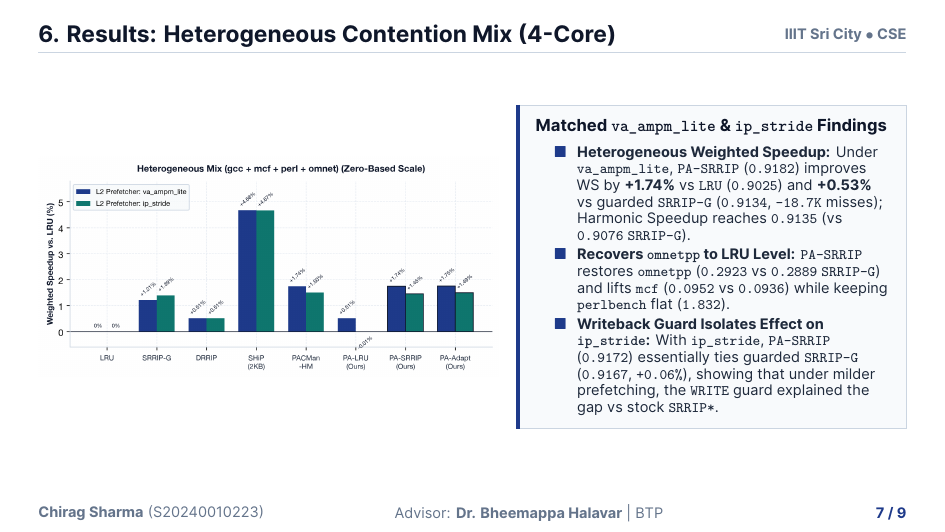 6. Results: Heterogeneous Contention Mix (4-Core)
IIIT Sri City ● CSE
Heterogeneous Mix (gcc + mcf + perl + omnet) (Zero-Based Scale)
L2 Prefetcher: va_ampm_lite
L2 Prefetcher: ip_stride
Weighted Speedup vs. LRU (%)
5
4
3
2
1
0
0% 0%
+1.21% +1.39%
+0.51% +0.51%
+4.68% +4.67%
+1.74%
+0.51% -0.01%
+1.74%
+1.75%
LRU
SRRIP-G
DRRIP
SHiP
(2KB)
PACMan
-HM
PA-LRU
(Ours)
PA-SRRIP
(Ours)
PA-Adapt
(Ours)
Matched va_ampm_lite & ip_stride Findings
■ Heterogeneous Weighted Speedup: Under
va_ampm_lite, PA-SRRIP (0.9182) improves
WS by +1.74% vs LRU (0.9025) and +0.53%
vs guarded SRRIP-G (0.9134, −18.7K misses);
Harmonic Speedup reaches 0.9135 (vs
0.9076 SRRIP-G).
■ Recovers omnetpp to LRU Level: PA-SRRIP
restores omnetpp (0.2923 vs 0.2889 SRRIP-G)
and lifts mcf (0.0952 vs 0.0936) while keeping
perlbench flat (1.832).
■ Writeback Guard Isolates Effect on
ip_stride: With ip_stride, PA-SRRIP
(0.9172) essentially ties guarded SRRIP-G
(0.9167, +0.06%), showing that under milder
prefetching, the WRITE guard explained the
gap vs stock SRRIP*.
Chirag Sharma (S20240010223)
Advisor: Dr. Bheemappa Halavar | BTP
7 / 9